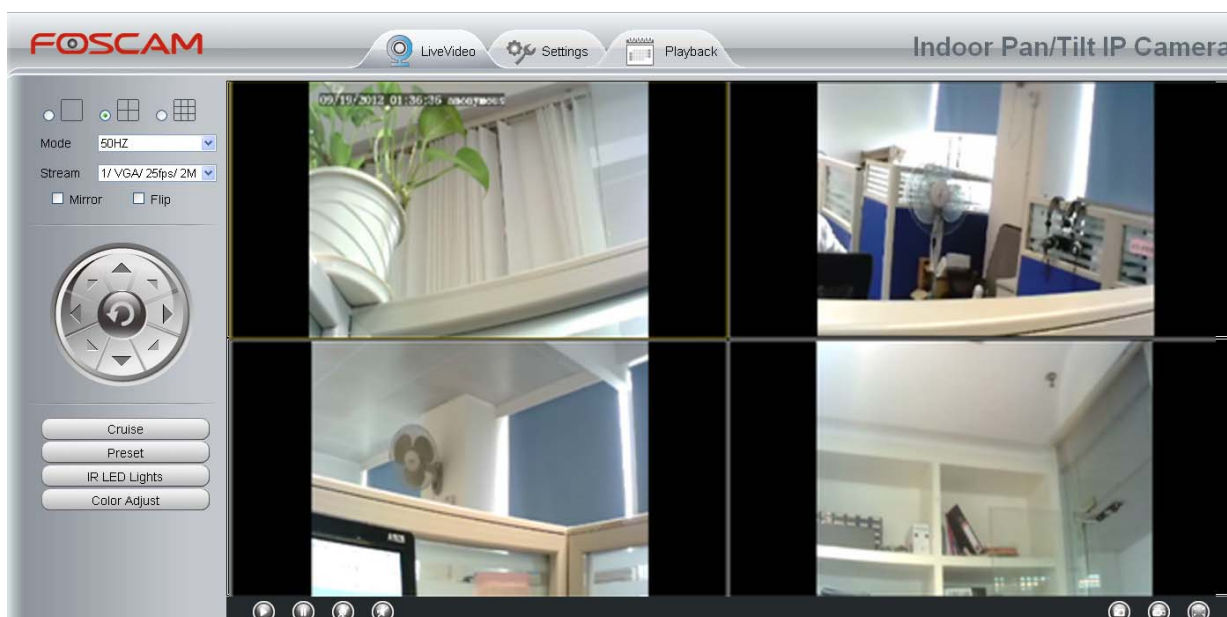 FOSCAM
LiveVideo
Settings
Playback
Indoor Pan/Tilt IP Camera
Mode
50HZ
Stream
1/ VGA/ 25fps/ 2M
Mirror
Flip
Cruise
Preset
IR LED Lights
Color Adjust
09/19/2012 01:36:36 anonymous